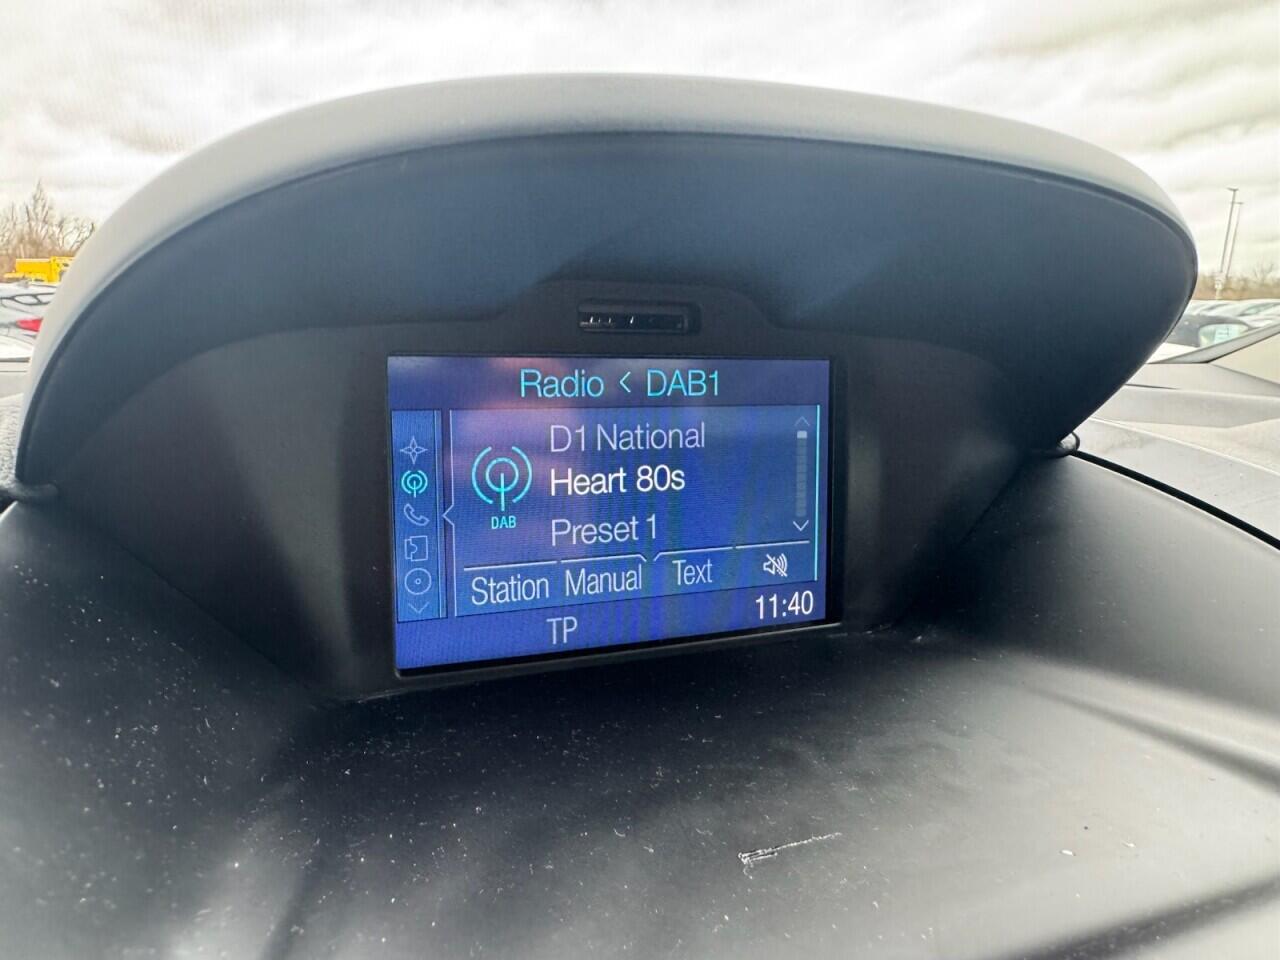 Radio < DAB1
D1 National
Heart 80s
DAB
Preset 1
Station Manual Text
11:40
TP